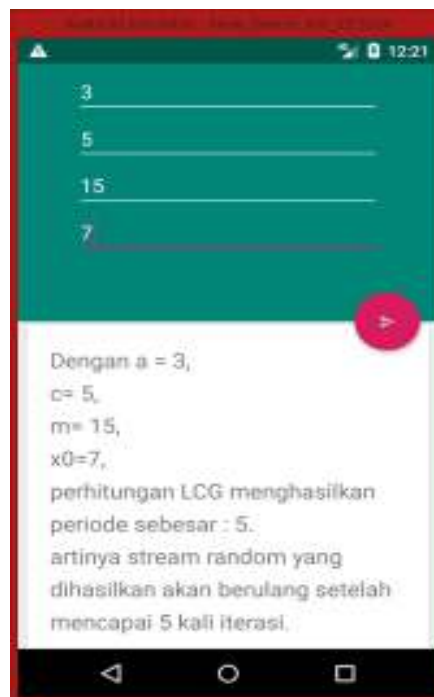 12:21
3
5
15
7
Dengan a = 3,
c= 5,
m= 15,
x0=7,
perhitungan LCG menghasilkan
periode sebesar : 5.
artinya stream random yang
dihasilkan akan berulang setelah
mencapai 5 kali iterasi.